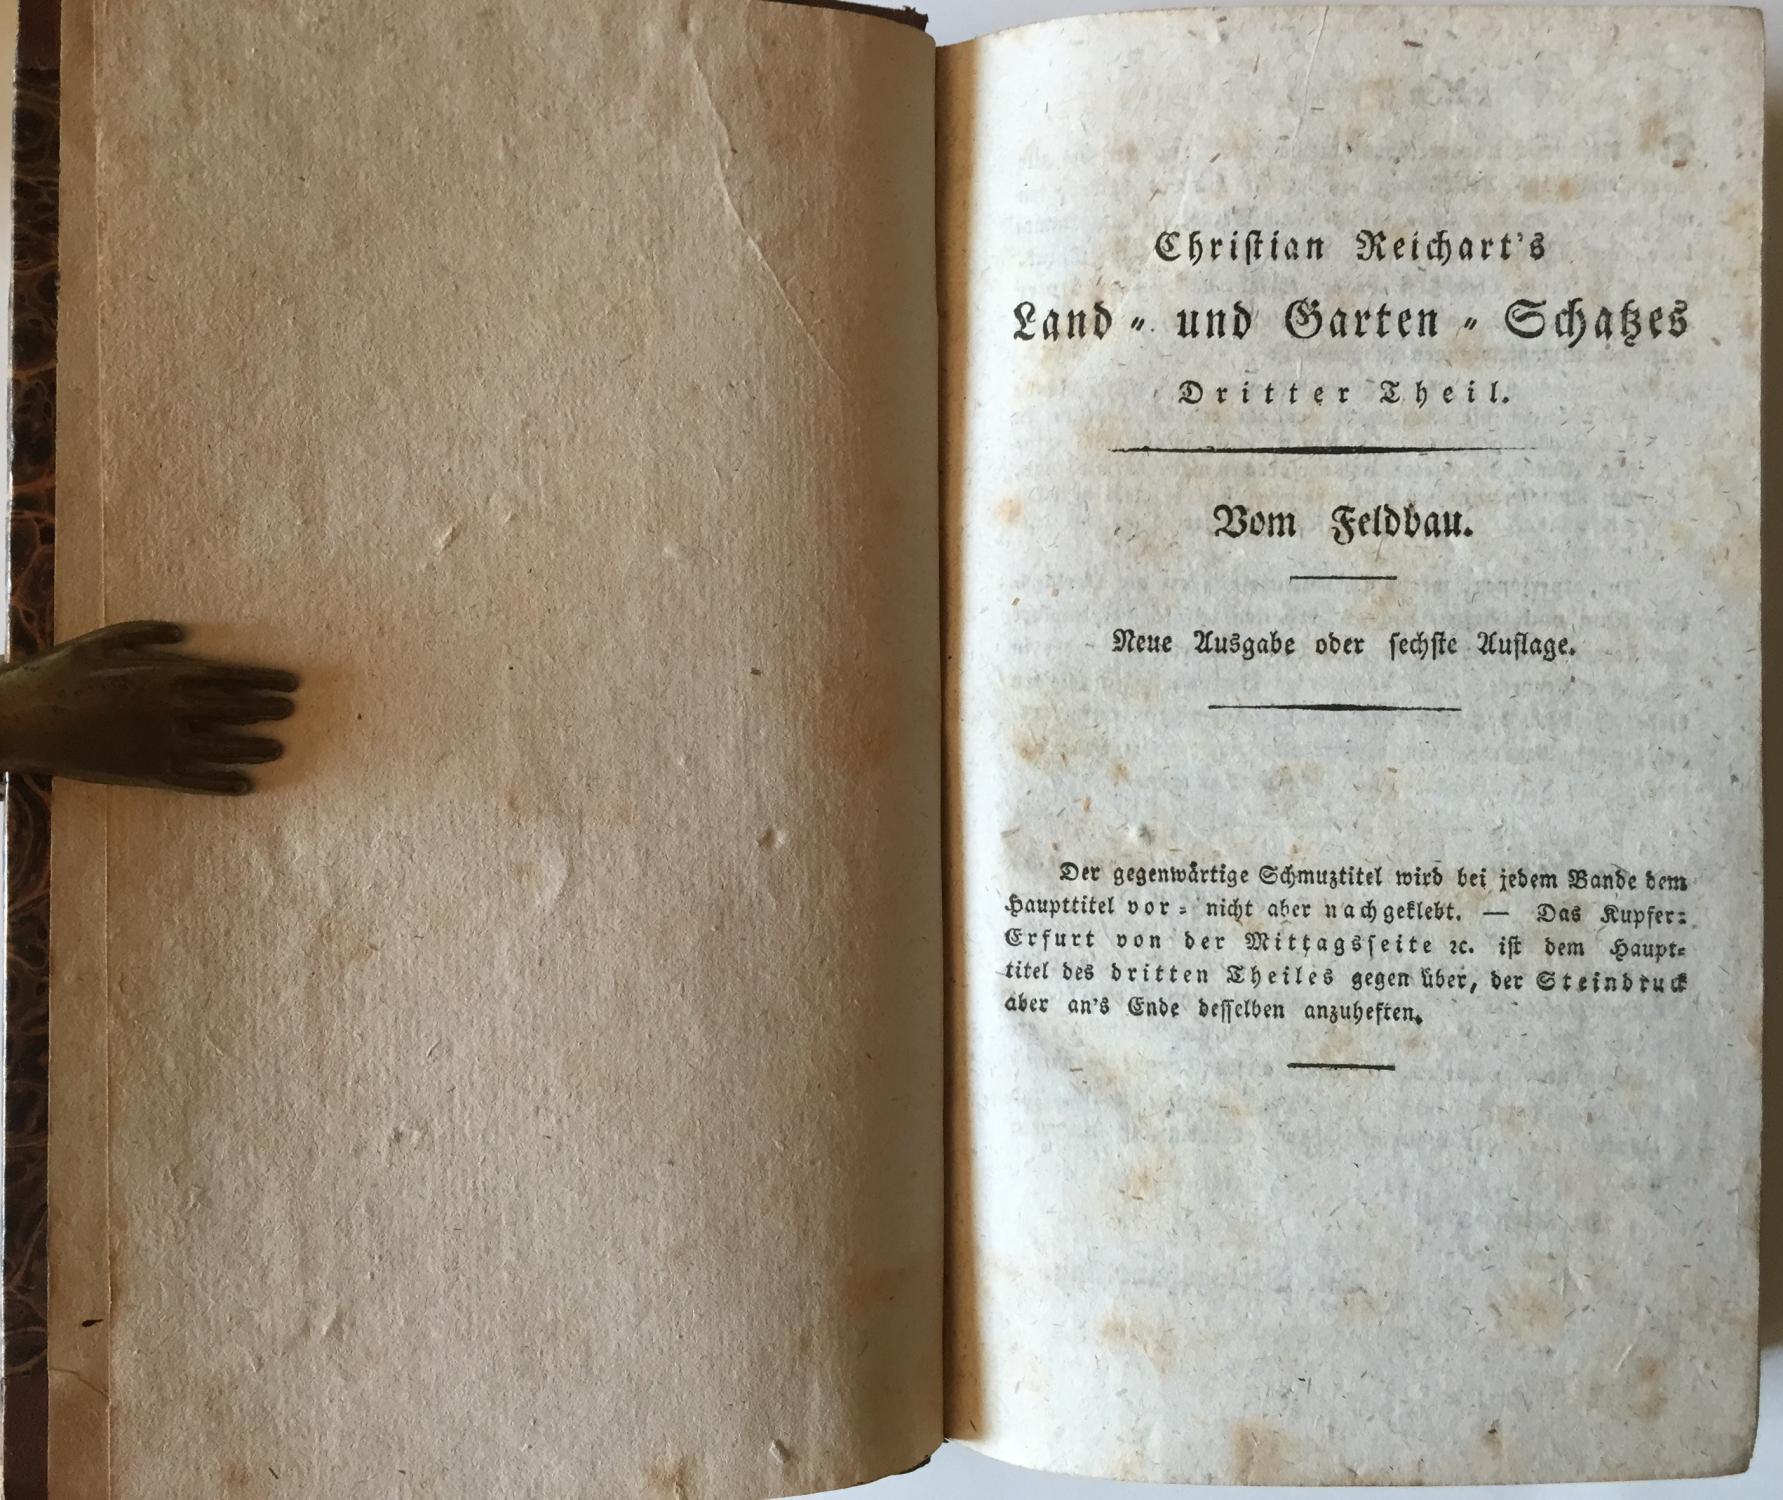 Christian Reichart's
Land- und Garten-Schatzes
Dritter Theil.
Vom Feldbau.
Neue Ausgabe oder sechste Auflage.
Der gegenwärtige Schmuztitel wird bei jedem Bande dem
Haupttitel vor- nicht aber nachgeklebt. — Das Kupfer-
Erfurt von der Mittagsseite ꝛc. ist dem Haupt-
titel des dritten Theiles gegen über, der Steindruck
aber an's Ende desselben anzuheften.